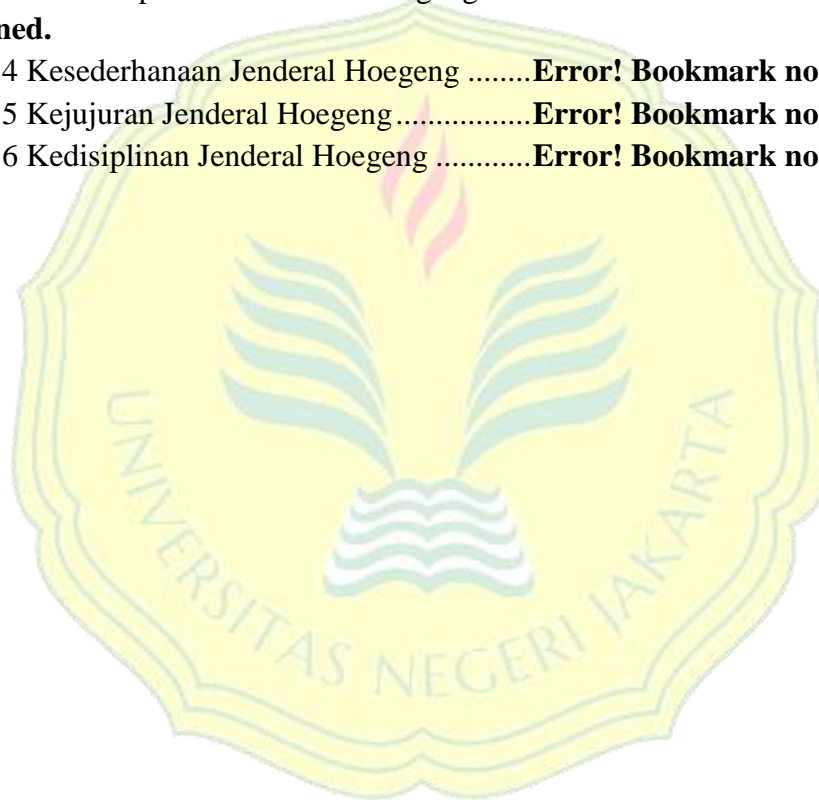 ned.
4 Kesederhanaan Jenderal Hoegeng ........Error! Bookmark no
5 Kejujuran Jenderal Hoegeng.................Error! Bookmark no
6 Kedisiplinan Jenderal Hoegeng ............Error! Bookmark no
UNIVERSITAS NEGERI JAKARTA